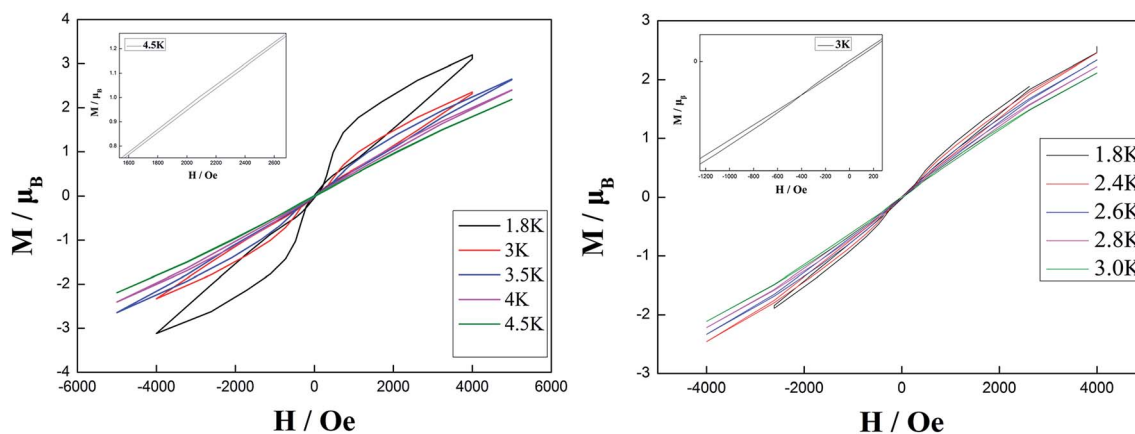 4
3
2
1
0
-1
-2
-3
-4
M / μB
-6000 -4000 -2000 0 2000 4000 6000
H / Oe
4.5K
1.2
1.1
1.0
0.9
0.8
M / μB
1600 1800 2000 2200 2400 2600
H / Oe
1.8K
3K
3.5K
4K
4.5K
3
2
1
0
-1
-2
-3
M / μB
-4000 -2000 0 2000 4000
H / Oe
3K
0
M / μB
-1200 -1000 -800 -600 -400 -200 0 200
H / Oe
1.8K
2.4K
2.6K
2.8K
3.0K